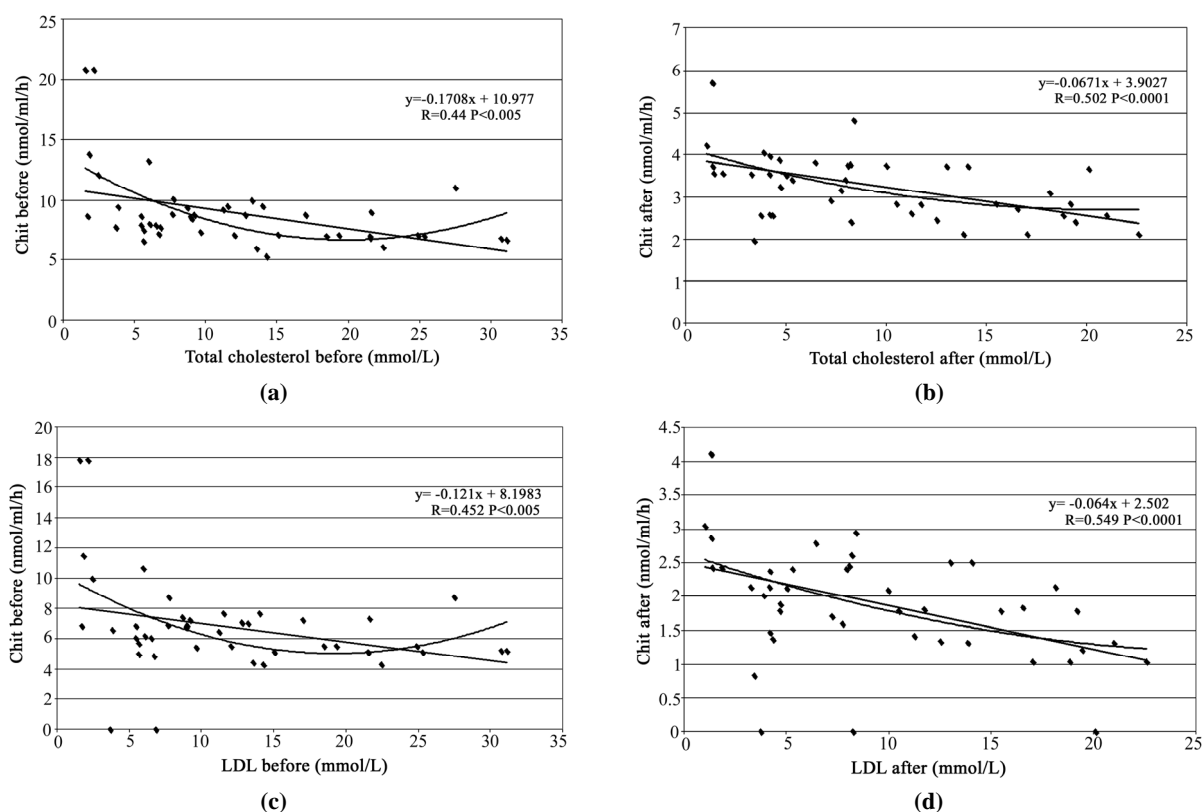 25
20
15
10
5
0
Chit before (nmol/ml/h)
y=-0.1708x + 10.977
R=0.44 P<0.005
0 5 10 15 20 25 30 35
Total cholesterol before (mmol/L)
(a)
7
6
5
4
3
2
1
0
Chit after (nmol/ml/h)
y=-0.0671x + 3.9027
R=0.502 P<0.0001
0 5 10 15 20 25
Total cholesterol after (mmol/L)
(b)
20
18
16
14
12
10
8
6
4
2
0
Chit before (nmol/ml/h)
y= -0.121x + 8.1983
R=0.452 P<0.005
0 5 10 15 20 25 30 35
LDL before (mmol/L)
(c)
4.5
4
3.5
3
2.5
2
1.5
1
0.5
0
Chit after (nmol/ml/h)
y= -0.064x + 2.502
R=0.549 P<0.0001
0 5 10 15 20 25
LDL after (mmol/L)
(d)